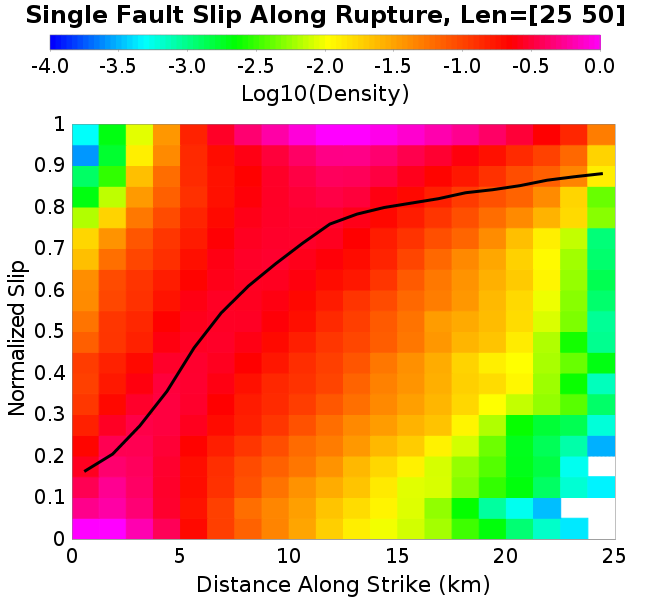 Single Fault Slip Along Rupture, Len=[25 50]
-4.0 -3.5 -3.0 -2.5 -2.0 -1.5 -1.0 -0.5 0.0
Log10(Density)
1
0.9
0.8
0.7
0.6
0.5
0.4
0.3
0.2
0.1
0
Normalized Slip
0 5 10 15 20 25
Distance Along Strike (km)